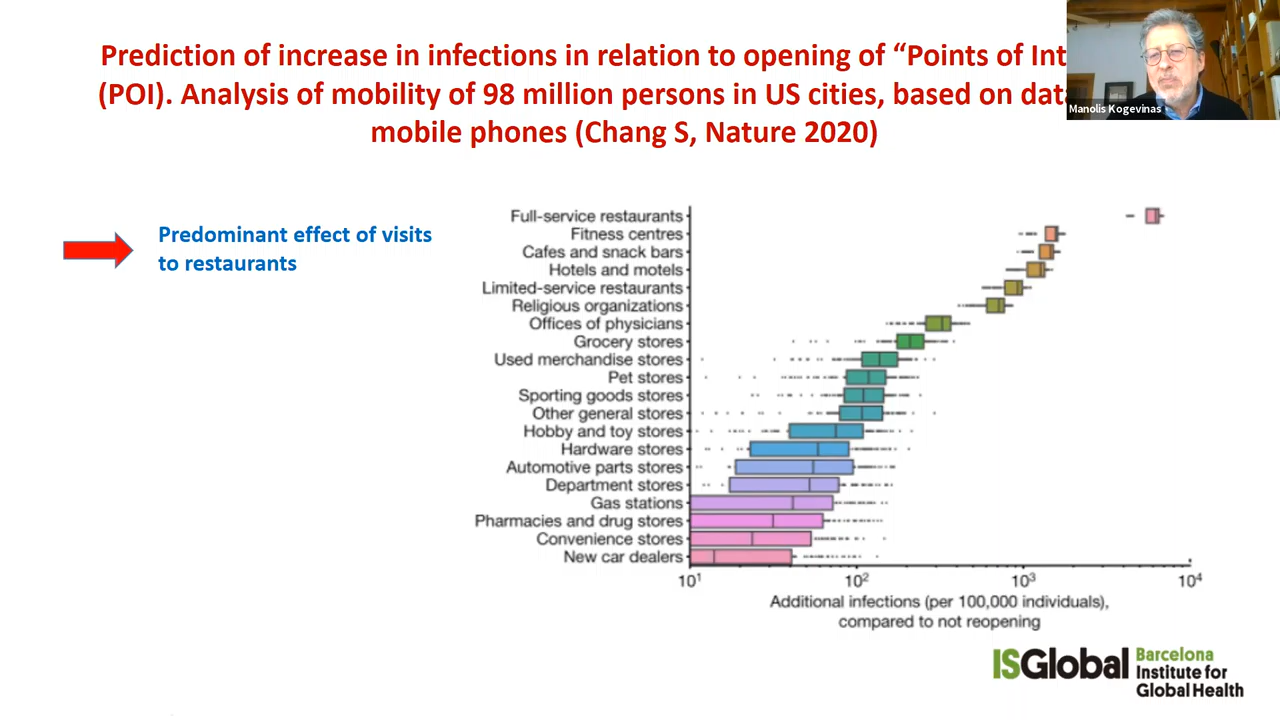 Prediction of increase in infections in relation to opening of “Points of
(POI). Analysis of mobility of 98 million persons in US cities, based on
mobile phones (Chang S, Nature 2020)
Manolis Kogevinas
Predominant effect of visits
to restaurants
Full-service restaurants
Fitness centres
Cafes and snack bars
Hotels and motels
Limited-service restaurants
Religious organizations
Offices of physicians
Grocery stores
Used merchandise stores
Pet stores
Sporting goods stores
Other general stores
Hobby and toy stores
Hardware stores
Automotive parts stores
Department stores
Gas stations
Pharmacies and drug stores
Convenience stores
New car dealers
10¹ 10² 10³ 10⁴
Additional infections (per 100,000 individuals),
compared to not reopening
ISGlobal Barcelona
Institute for
Global Health